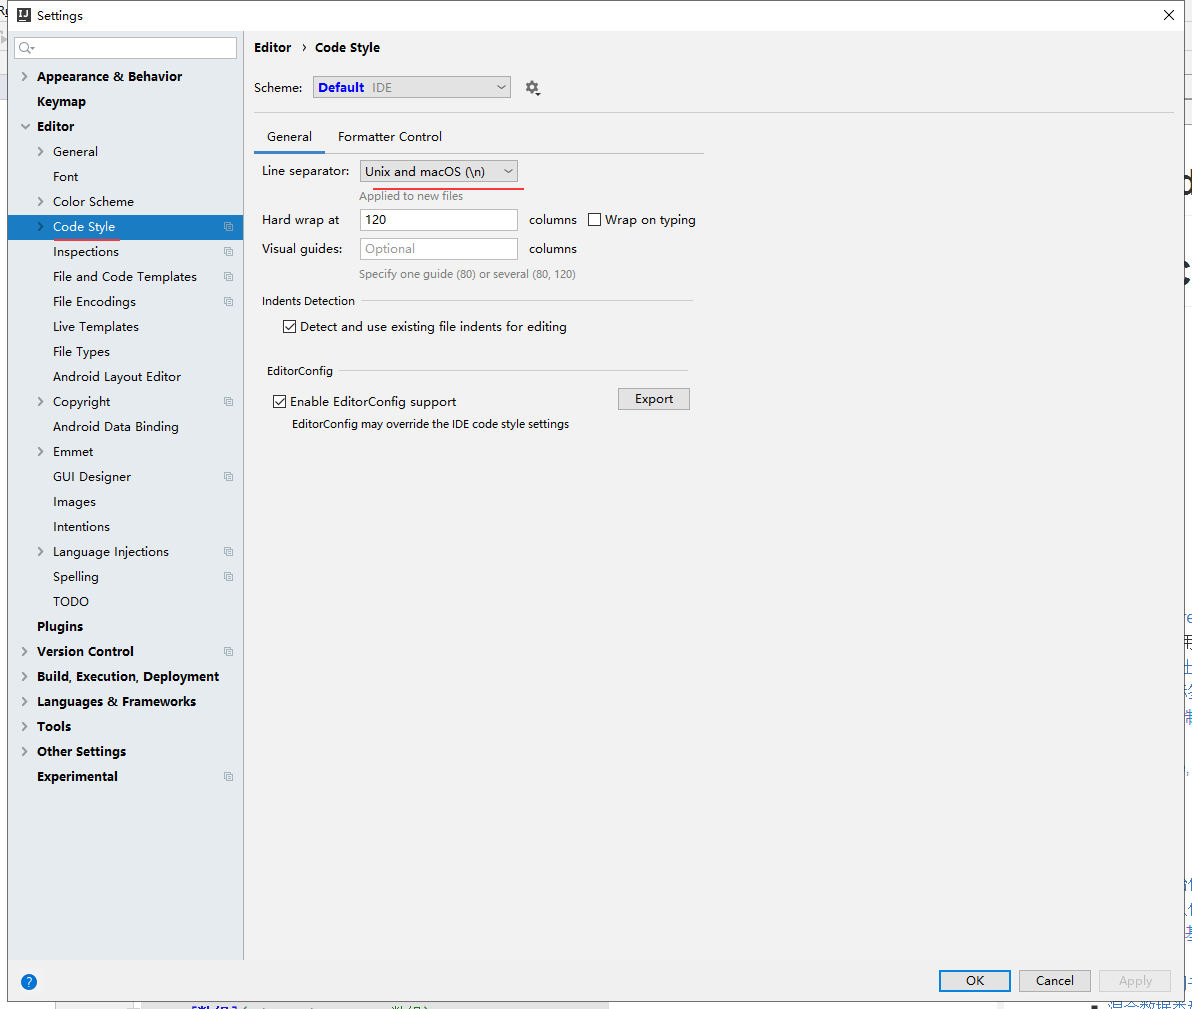 Settings
Editor › Code Style
Scheme: Default IDE
Appearance & Behavior
Keymap
Editor
General
Font
Color Scheme
Code Style
Inspections
File and Code Templates
File Encodings
Live Templates
File Types
Android Layout Editor
Copyright
Android Data Binding
Emmet
GUI Designer
Images
Intentions
Language Injections
Spelling
TODO
Plugins
Version Control
Build, Execution, Deployment
Languages & Frameworks
Tools
Other Settings
Experimental
General Formatter Control
Line separator: Unix and macOS (\n)
Applied to new files
Hard wrap at 120 columns Wrap on typing
Visual guides: Optional columns
Specify one guide (80) or several (80, 120)
Indents Detection
Detect and use existing file indents for editing
EditorConfig
Enable EditorConfig support Export
EditorConfig may override the IDE code style settings
? OK Cancel Apply